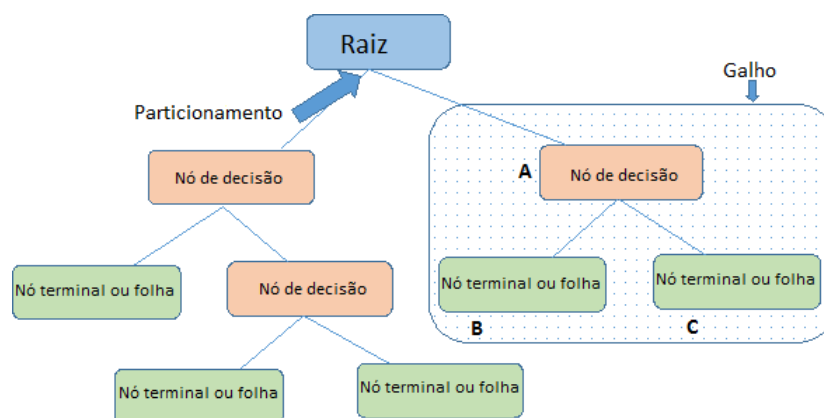 Raiz
Galho
Particionamento
Nó de decisão
A
Nó de decisão
Nó terminal ou folha
Nó de decisão
Nó terminal ou folha
Nó terminal ou folha
B
C
Nó terminal ou folha
Nó terminal ou folha